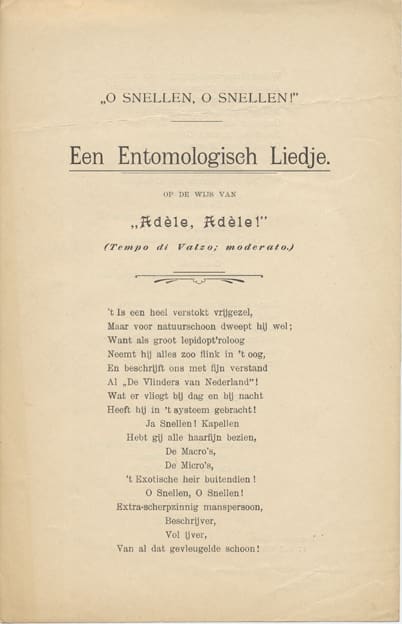 „O SNELLEN, O SNELLEN!”
Een Entomologisch Liedje.
OP DE WIJS VAN
„Adèle, Adèle!”
(Tempo di Valzo; moderato.)
't Is een heel verstokt vrijgezel,
Maar voor natuurschoon dweept hij wel;
Want als groot lepidopt'roloog
Neemt hij alles zoo flink in 't oog,
En beschrijft ons met fijn verstand
Al „De Vlinders van Nederland”!
Wat er vliegt bij dag en bij nacht
Heeft hij in 't systeem gebracht!
Ja Snellen! Kapellen
Hebt gij alle haarfijn bezien,
De Macro's,
De Micro's,
't Exotische heir buitendien!
O Snellen, O Snellen!
Extra-scherpzinnig manspersoon,
Beschrijver,
Vol ijver,
Van al dat gevleugelde schoon!